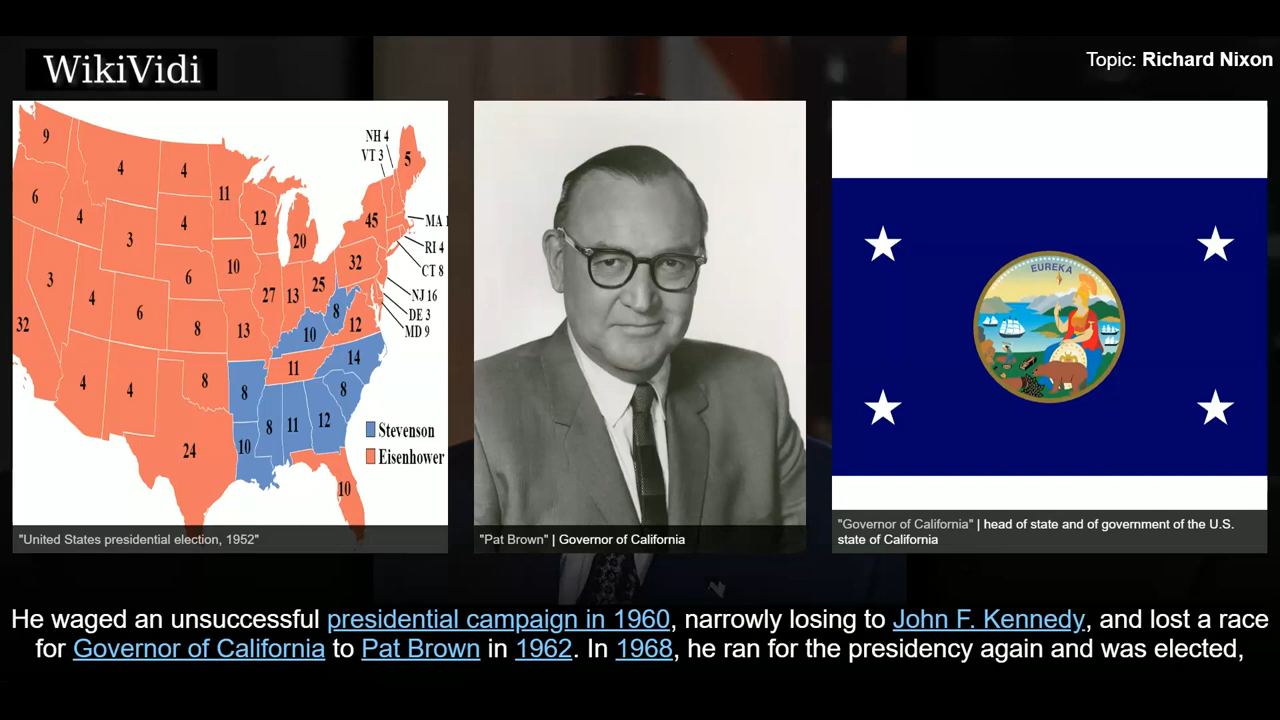 WikiVidi
Topic: Richard Nixon
NH 4
VT 3
9
4
4
11
5
6
4
3
4
12
20
45
MA 1
RI 4
CT 8
NJ 16
DE 3
MD 9
3
4
6
6
10
27
13
25
32
8
12
32
8
13
10
14
4
4
8
11
8
8
24
10
8
11
12
10
Stevenson
Eisenhower
"United States presidential election, 1952"
"Pat Brown" | Governor of California
EUREKA
"Governor of California" | head of state and of government of the U.S.
state of California
He waged an unsuccessful presidential campaign in 1960, narrowly losing to John F. Kennedy, and lost a race
for Governor of California to Pat Brown in 1962. In 1968, he ran for the presidency again and was elected,